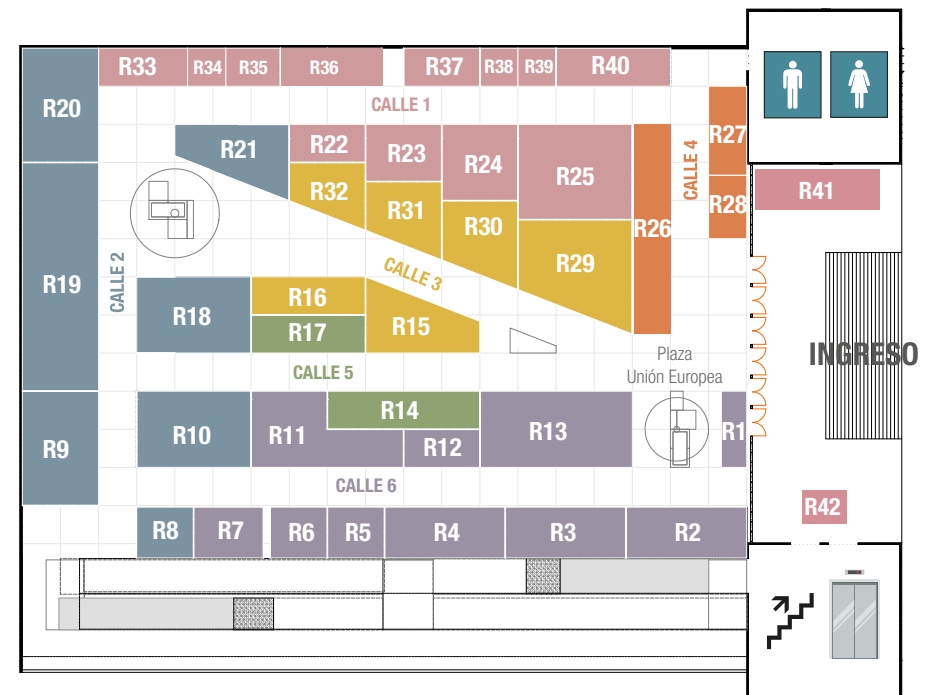 R33
R34
R35
R36
R37
R38
R39
R40
R20
CALLE 1
R21
R22
R23
R24
R25
CALLE 4
R27
R32
R31
R30
R26
R28
R41
R29
R19
CALLE 2
CALLE 3
R18
R16
R17
R15
INGRESO
Plaza
Unión Europea
CALLE 5
R9
R10
R11
R14
R12
R13
R1
CALLE 6
R42
R8
R7
R6
R5
R4
R3
R2